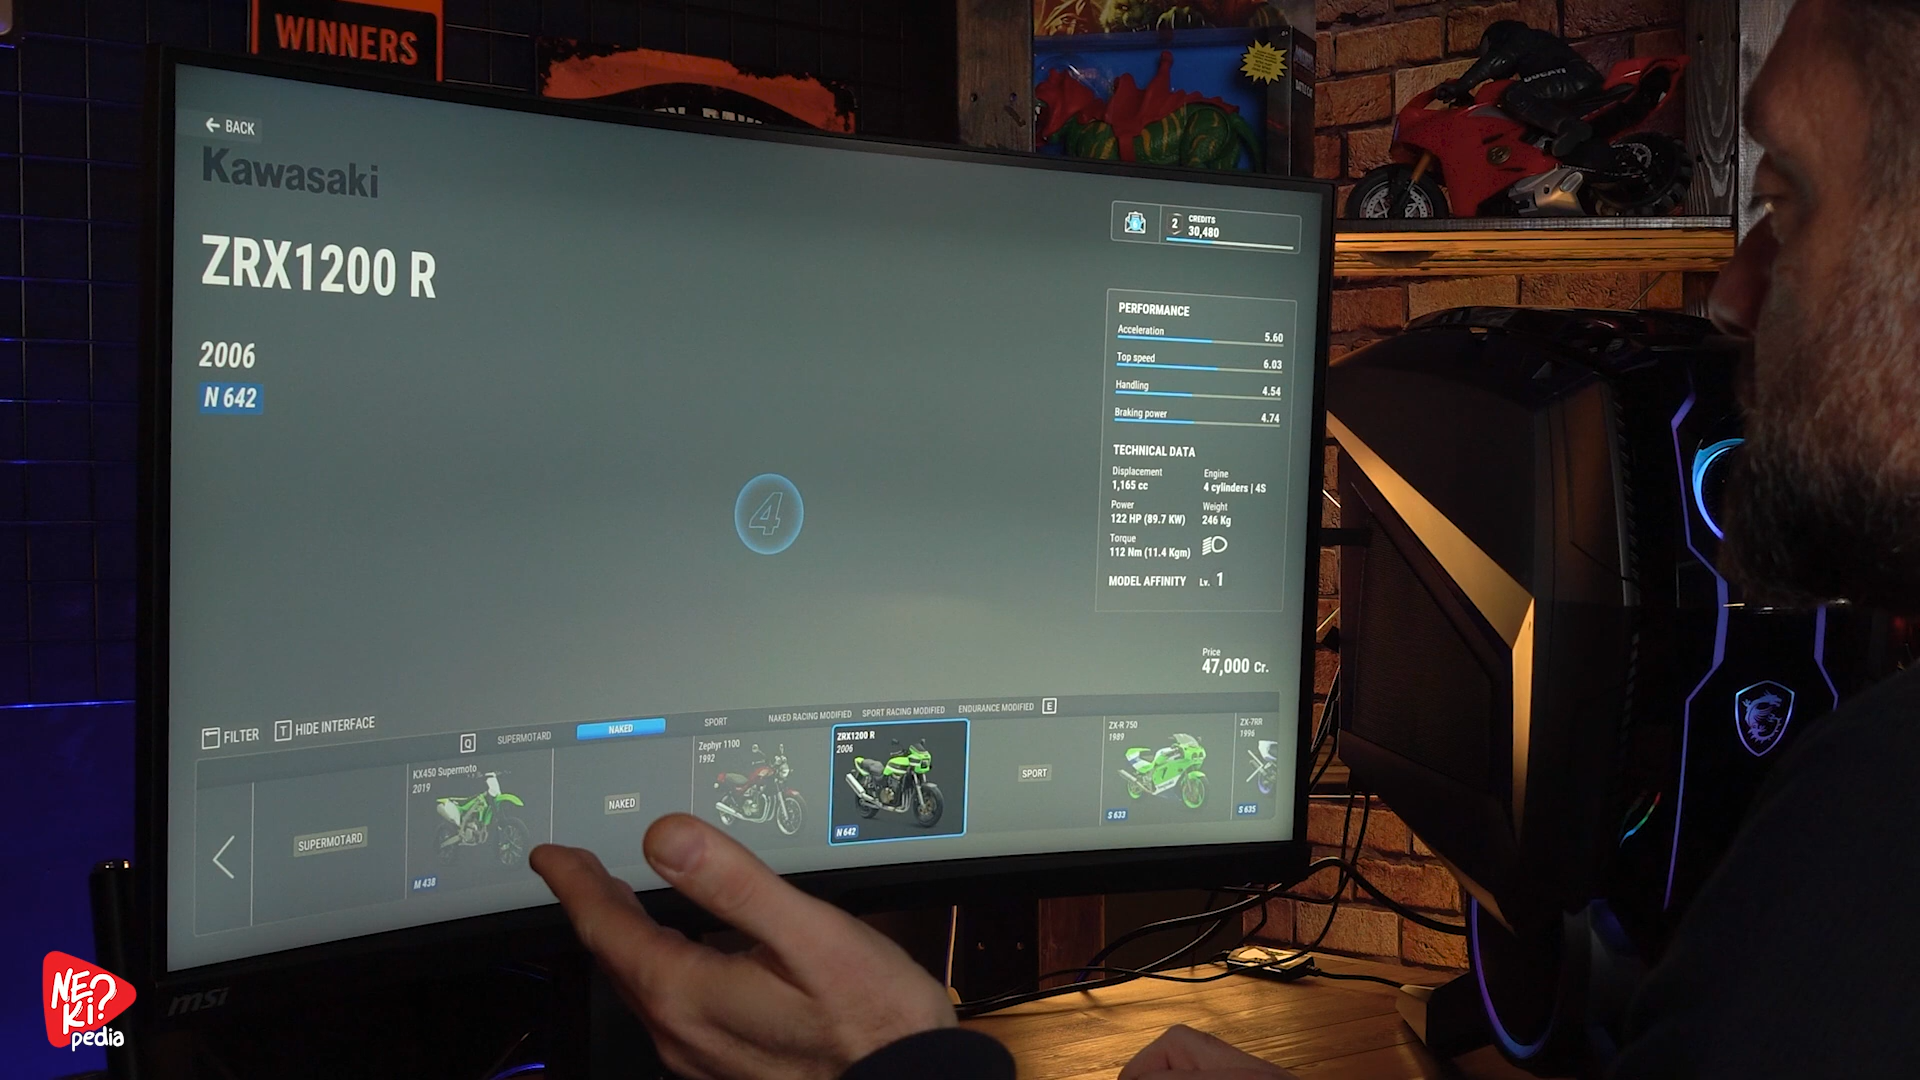 WINNERS
DUCATI
← BACK
Kawasaki
ZRX1200 R
2006
N 642
2 CREDITS
30,480
PERFORMANCE
Acceleration 5.60
Top speed 6.03
Handling 4.54
Braking power 4.74
TECHNICAL DATA
Displacement Engine
1,165 cc 4 cylinders | 4S
Power Weight
122 HP (89.7 KW) 246 Kg
Torque
112 Nm (11.4 Kgm)
MODEL AFFINITY Lv. 1
4
Price
47,000 Cr.
FILTER T HIDE INTERFACE
Q SUPERMOTARD NAKED SPORT NAKED RACING MODIFIED SPORT RACING MODIFIED ENDURANCE MODIFIED E
SUPERMOTARD
KX450 Supermoto
2019
M 438
NAKED
Zephyr 1100
1992
ZRX1200 R
2006
N 642
SPORT
ZX-R 750
1989
S 633
ZX-7RR
1996
S 635
msi
NE?
Ki
pedia